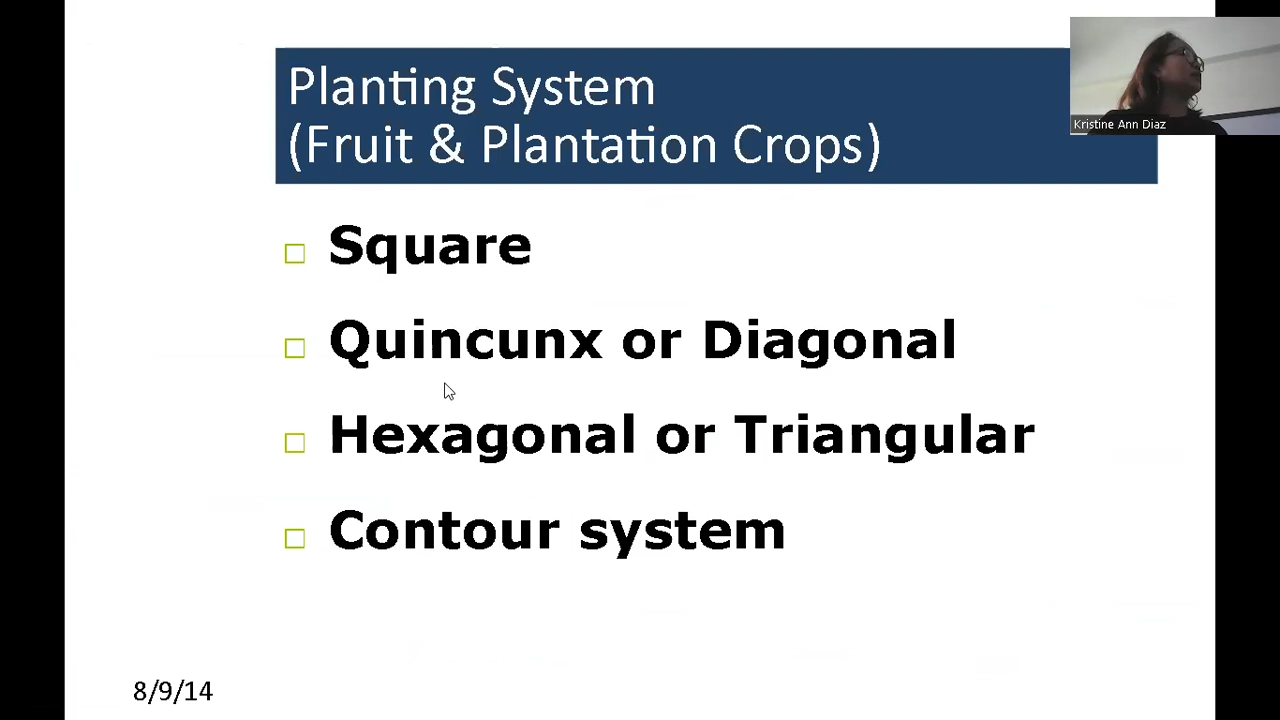 Planting System
(Fruit & Plantation Crops)
Kristine Ann Diaz
Square
Quincunx or Diagonal
Hexagonal or Triangular
Contour system
8/9/14